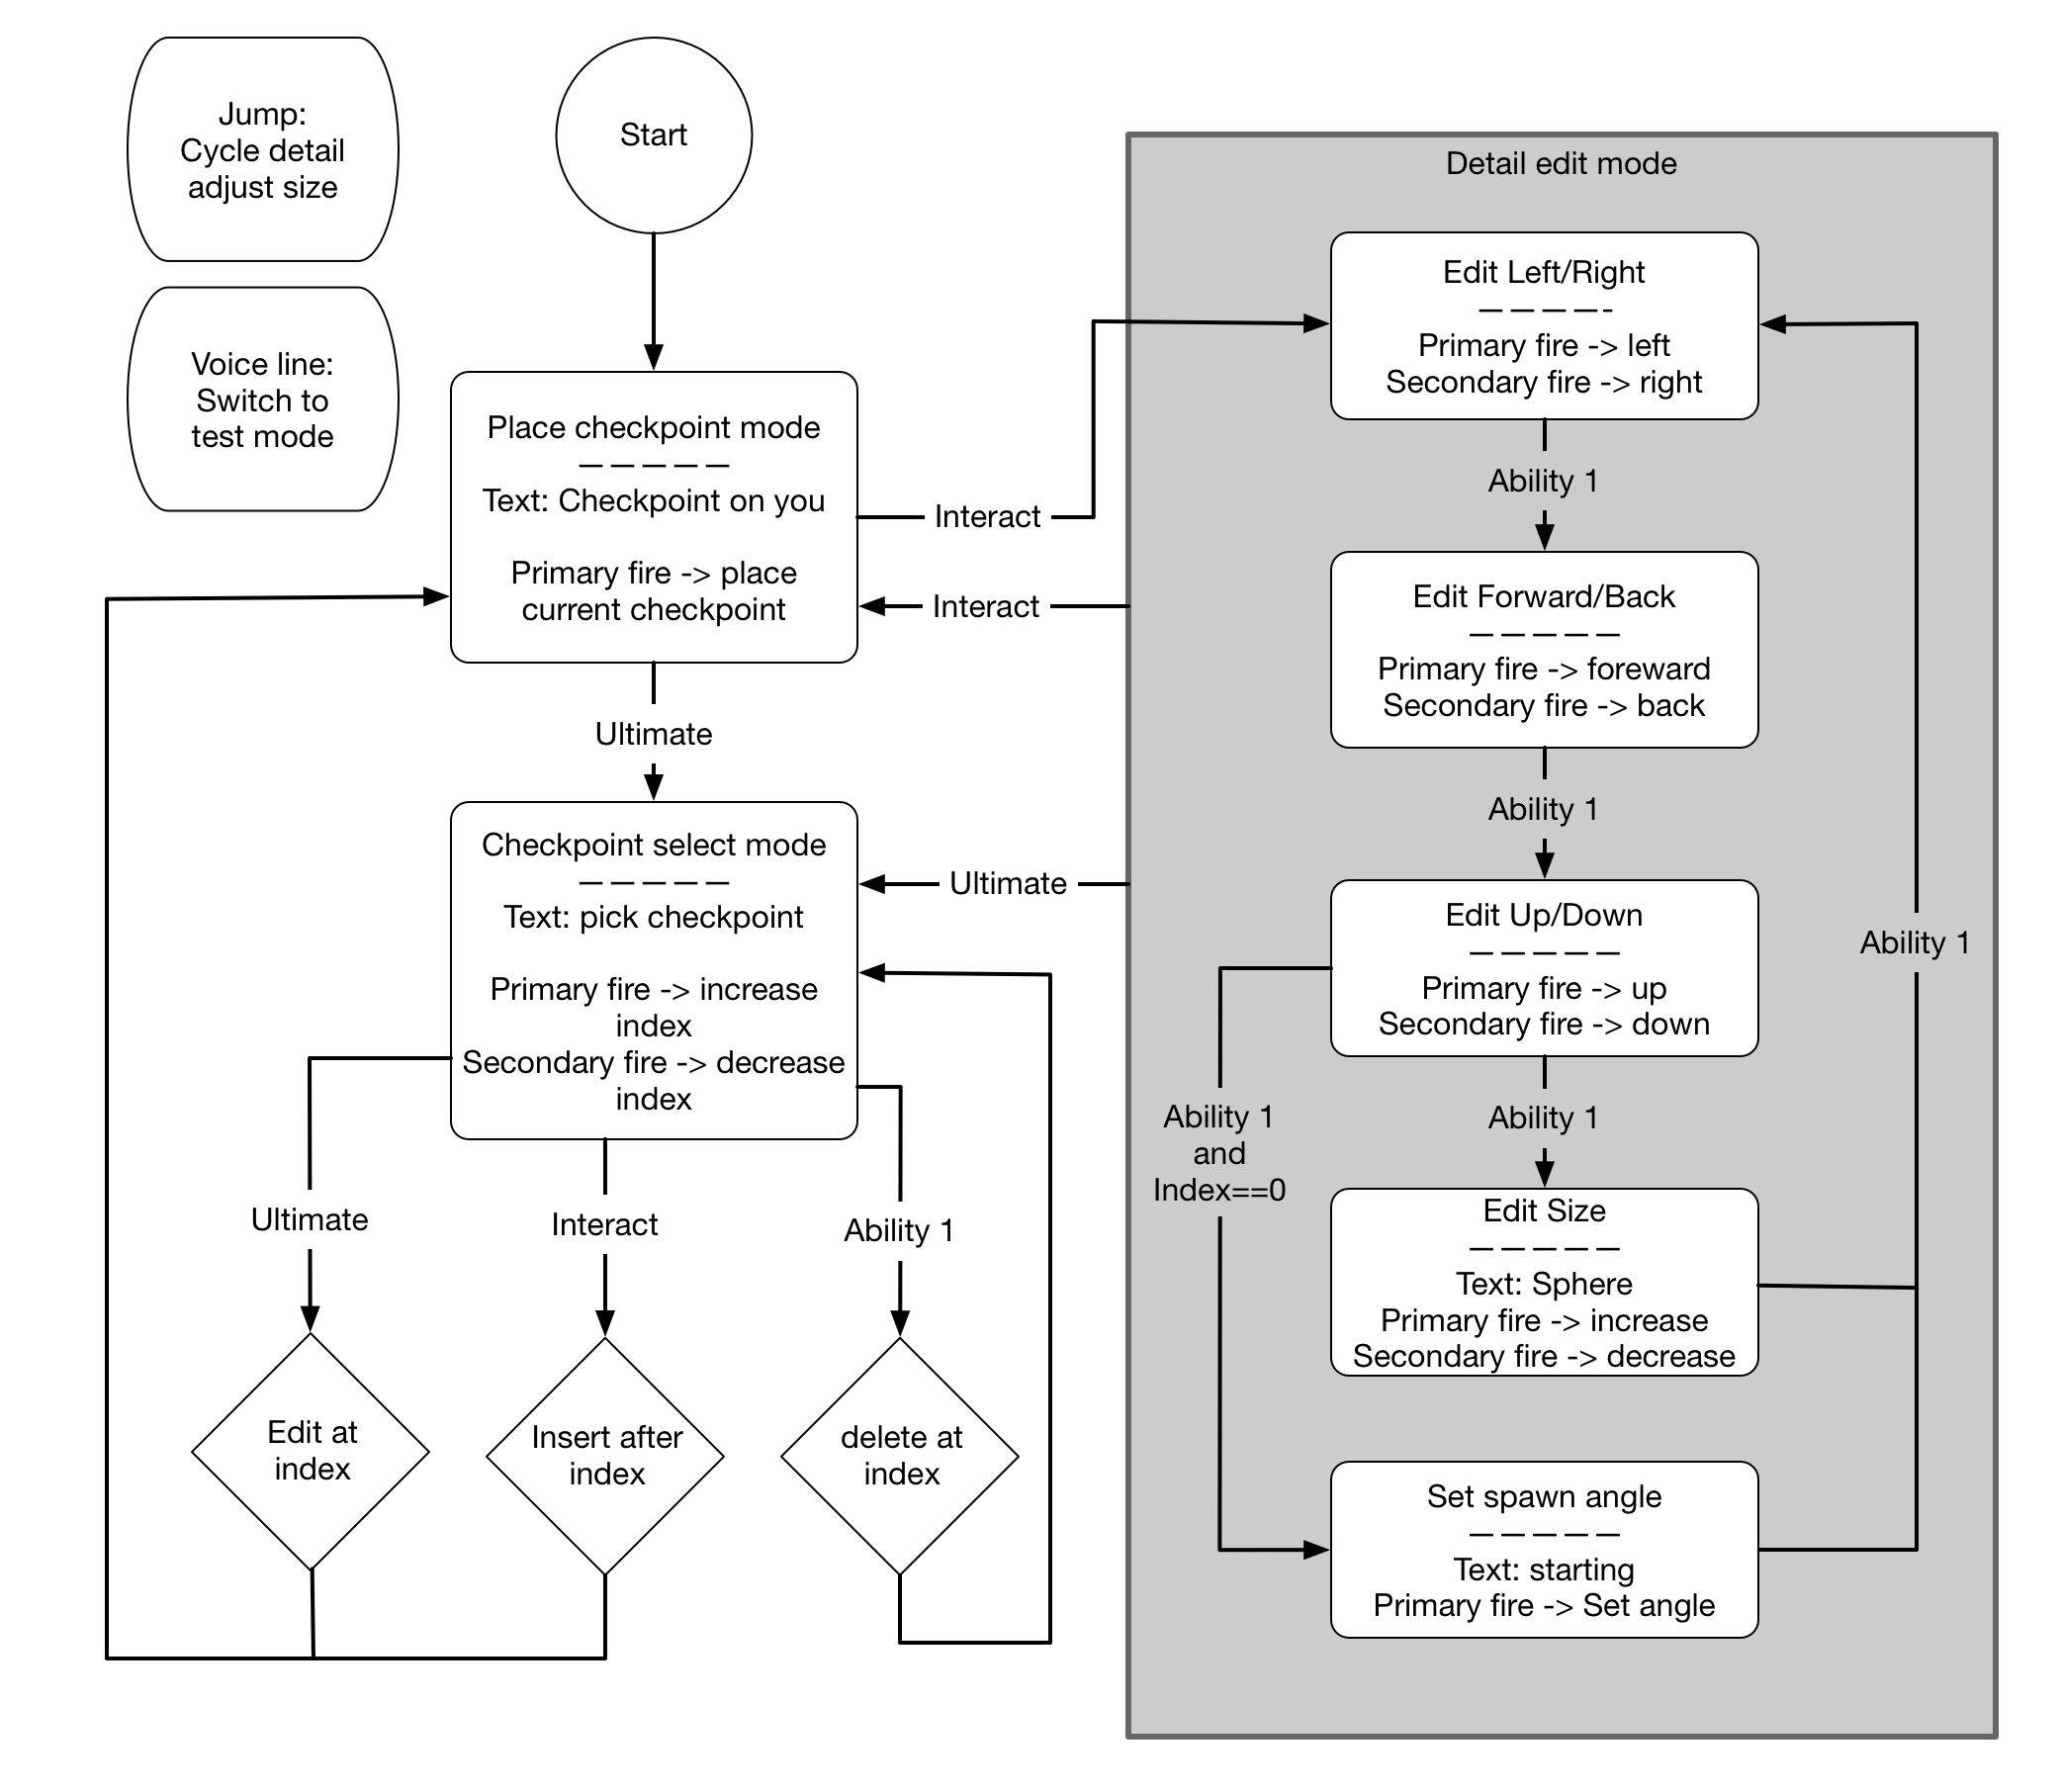 Jump:
Cycle detail
adjust size
Start
Voice line:
Switch to
test mode
Place checkpoint mode
— — — — —
Text: Checkpoint on you
Primary fire -> place
current checkpoint
Interact
Interact
Ultimate
Checkpoint select mode
— — — — —
Text: pick checkpoint
Primary fire -> increase
index
Secondary fire -> decrease
index
Ultimate
Ultimate
Interact
Ability 1
Edit at
index
Insert after
index
delete at
index
Detail edit mode
Edit Left/Right
— — — — -
Primary fire -> left
Secondary fire -> right
Ability 1
Edit Forward/Back
— — — — —
Primary fire -> foreward
Secondary fire -> back
Ability 1
Edit Up/Down
— — — — —
Primary fire -> up
Secondary fire -> down
Ability 1
Ability 1
and
Index==0
Ability 1
Edit Size
— — — — —
Text: Sphere
Primary fire -> increase
Secondary fire -> decrease
Set spawn angle
— — — — —
Text: starting
Primary fire -> Set angle